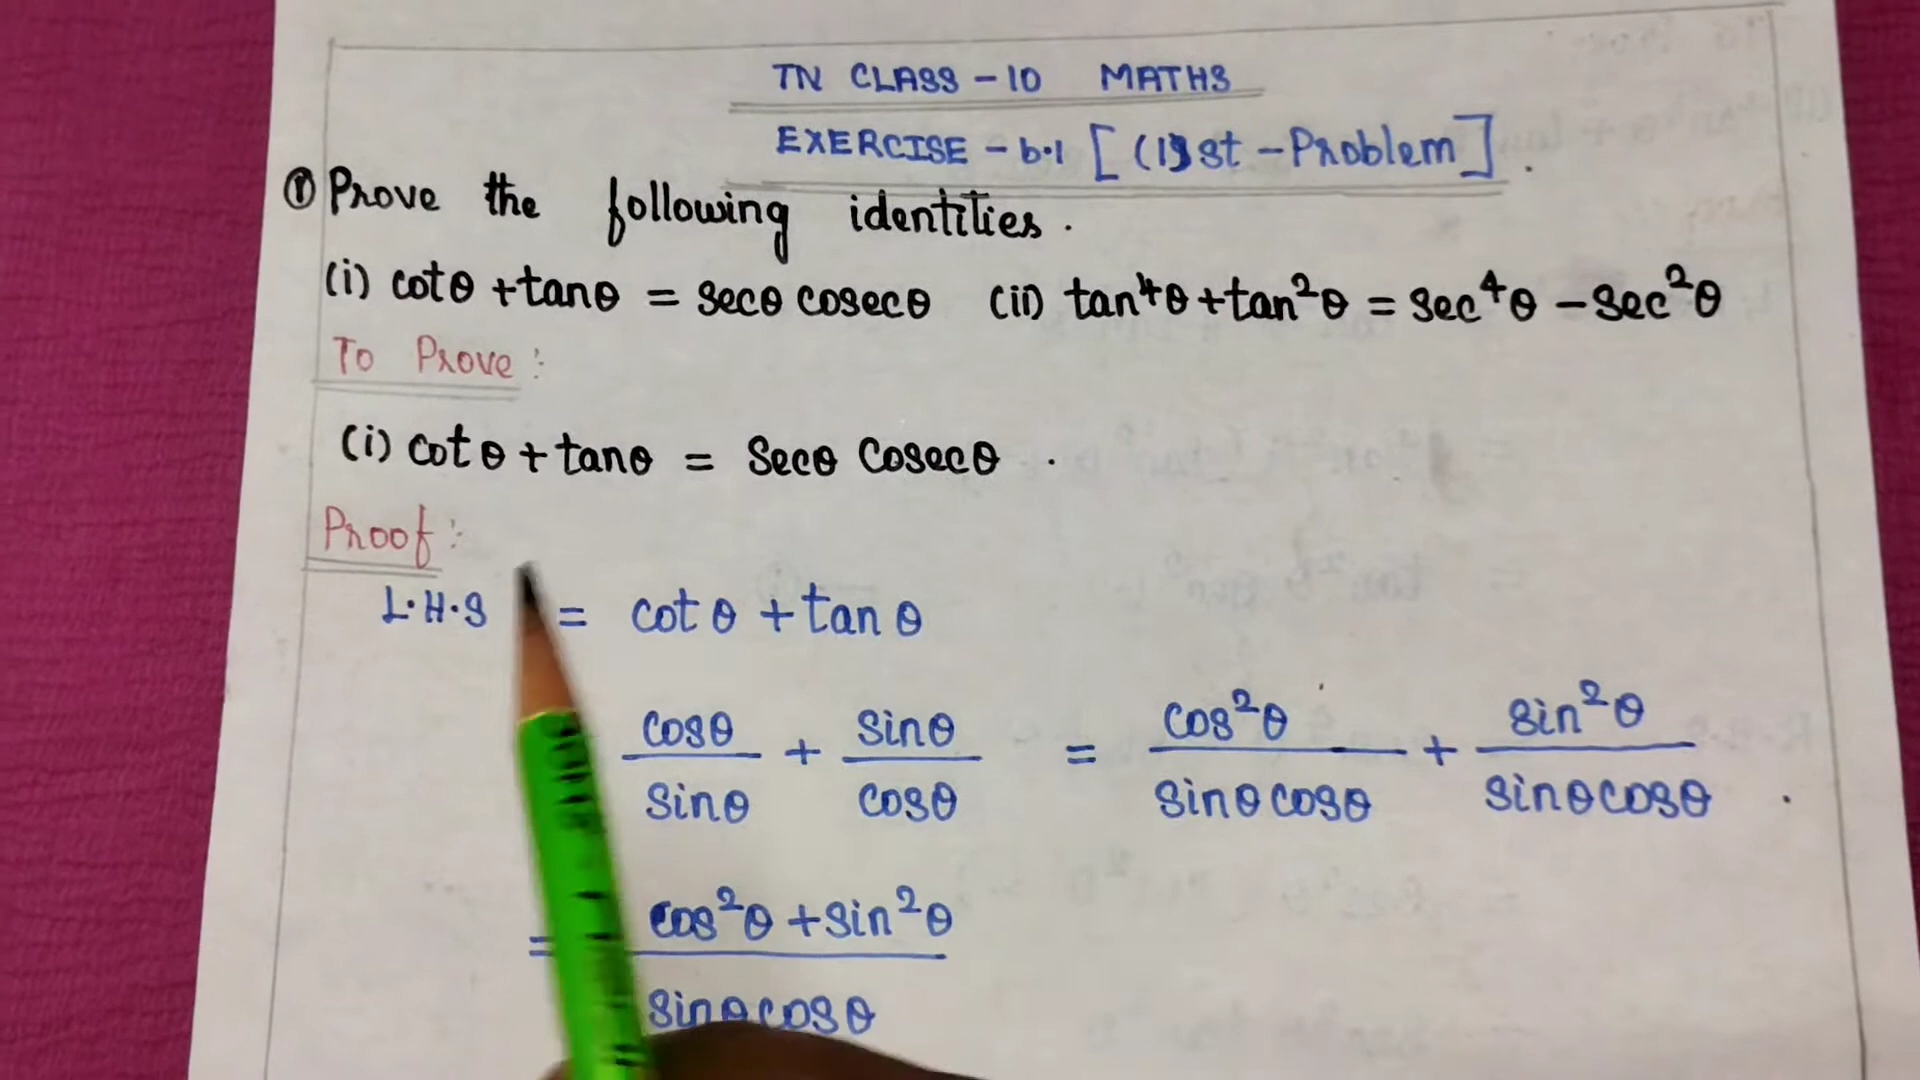 TN CLASS - 10 MATHS
EXERCISE - 6.1 [(1)st - Problem].
① Prove the following identities.
(i) cotθ + tanθ = secθ cosecθ (ii) tan⁴θ + tan²θ = sec⁴θ - sec²θ
To Prove:
(i) cotθ + tanθ = secθ cosecθ.
Proof:
L.H.S = cotθ + tanθ
cosθ/sinθ + sinθ/cosθ = cos²θ/sinθcosθ + sin²θ/sinθcosθ.
= cos²θ + sin²θ/sinθcosθ